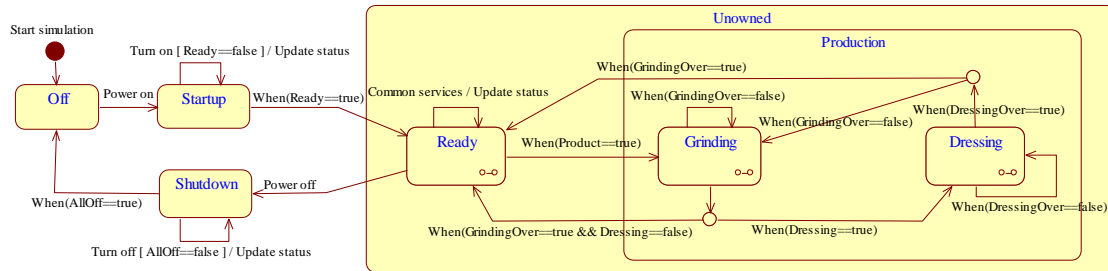 Unowned
Production
Start simulation
Turn on [ Ready==false ] / Update status
Off
Power on
Startup
When(Ready==true)
Common services / Update status
Ready
When(GrindingOver==true)
When(GrindingOver==false)
When(GrindingOver==false)
When(DressingOver==true)
When(Product==true)
Grinding
Dressing
Shutdown
Power off
When(AllOff==true)
Turn off [ AllOff==false ] / Update status
When(GrindingOver==true && Dressing==false)
When(Dressing==true)
When(DressingOver==false)